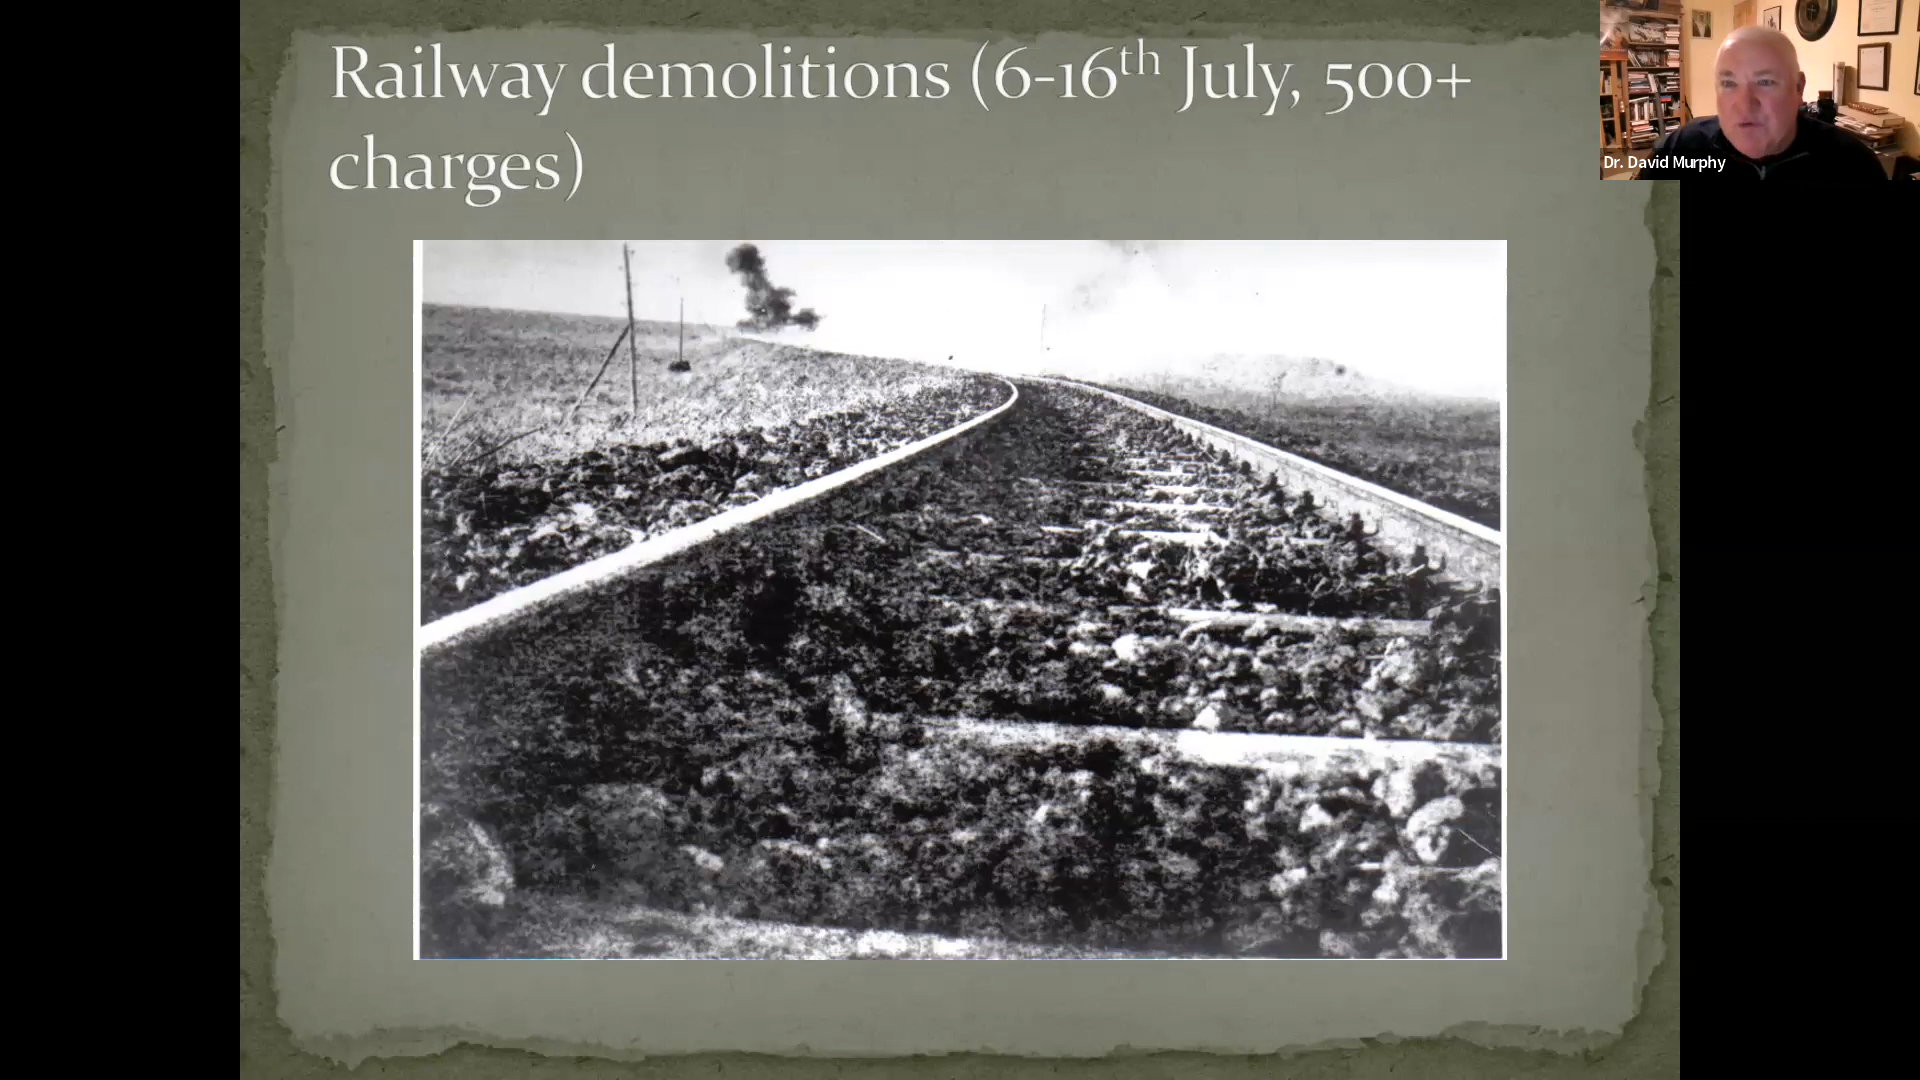 Railway demolitions (6-16th July, 500+
charges)
Dr. David Murphy